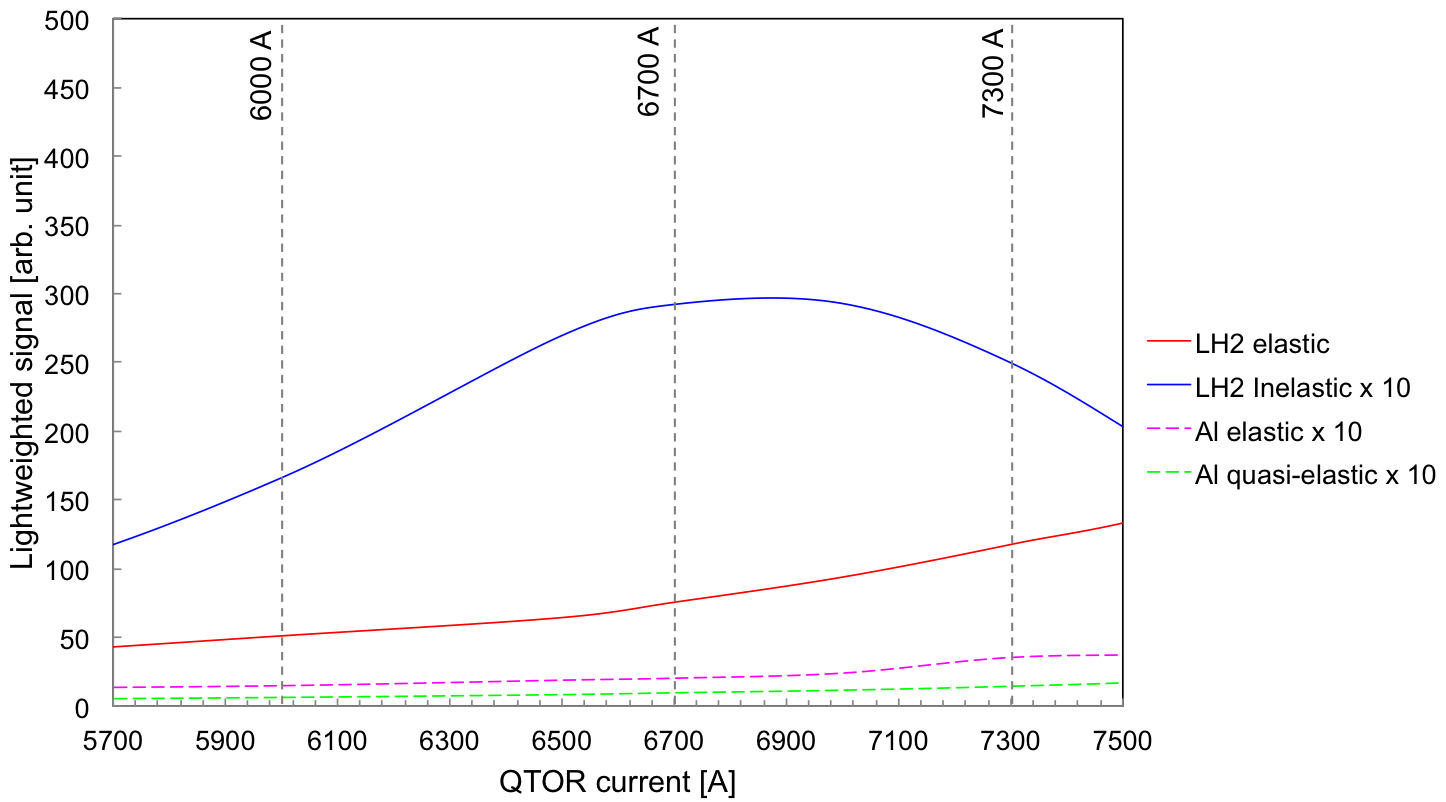 500
450
400
350
300
250
200
150
100
50
0
Lightweighted signal [arb. unit]
6000 A
6700 A
7300 A
5700 5900 6100 6300 6500 6700 6900 7100 7300 7500
QTOR current [A]
LH2 elastic
LH2 Inelastic x 10
Al elastic x 10
Al quasi-elastic x 10